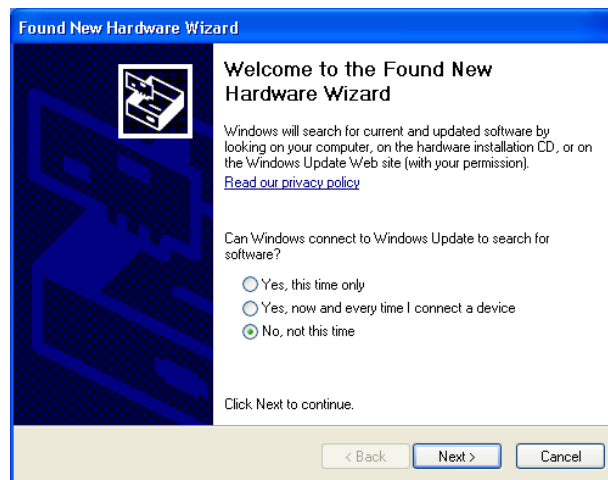 Found New Hardware Wizard
Welcome to the Found New
Hardware Wizard
Windows will search for current and updated software by
looking on your computer, on the hardware installation CD, or on
the Windows Update Web site (with your permission).
Read our privacy policy
Can Windows connect to Windows Update to search for
software?
Yes, this time only
Yes, now and every time I connect a device
No, not this time
Click Next to continue.
< Back
Next >
Cancel